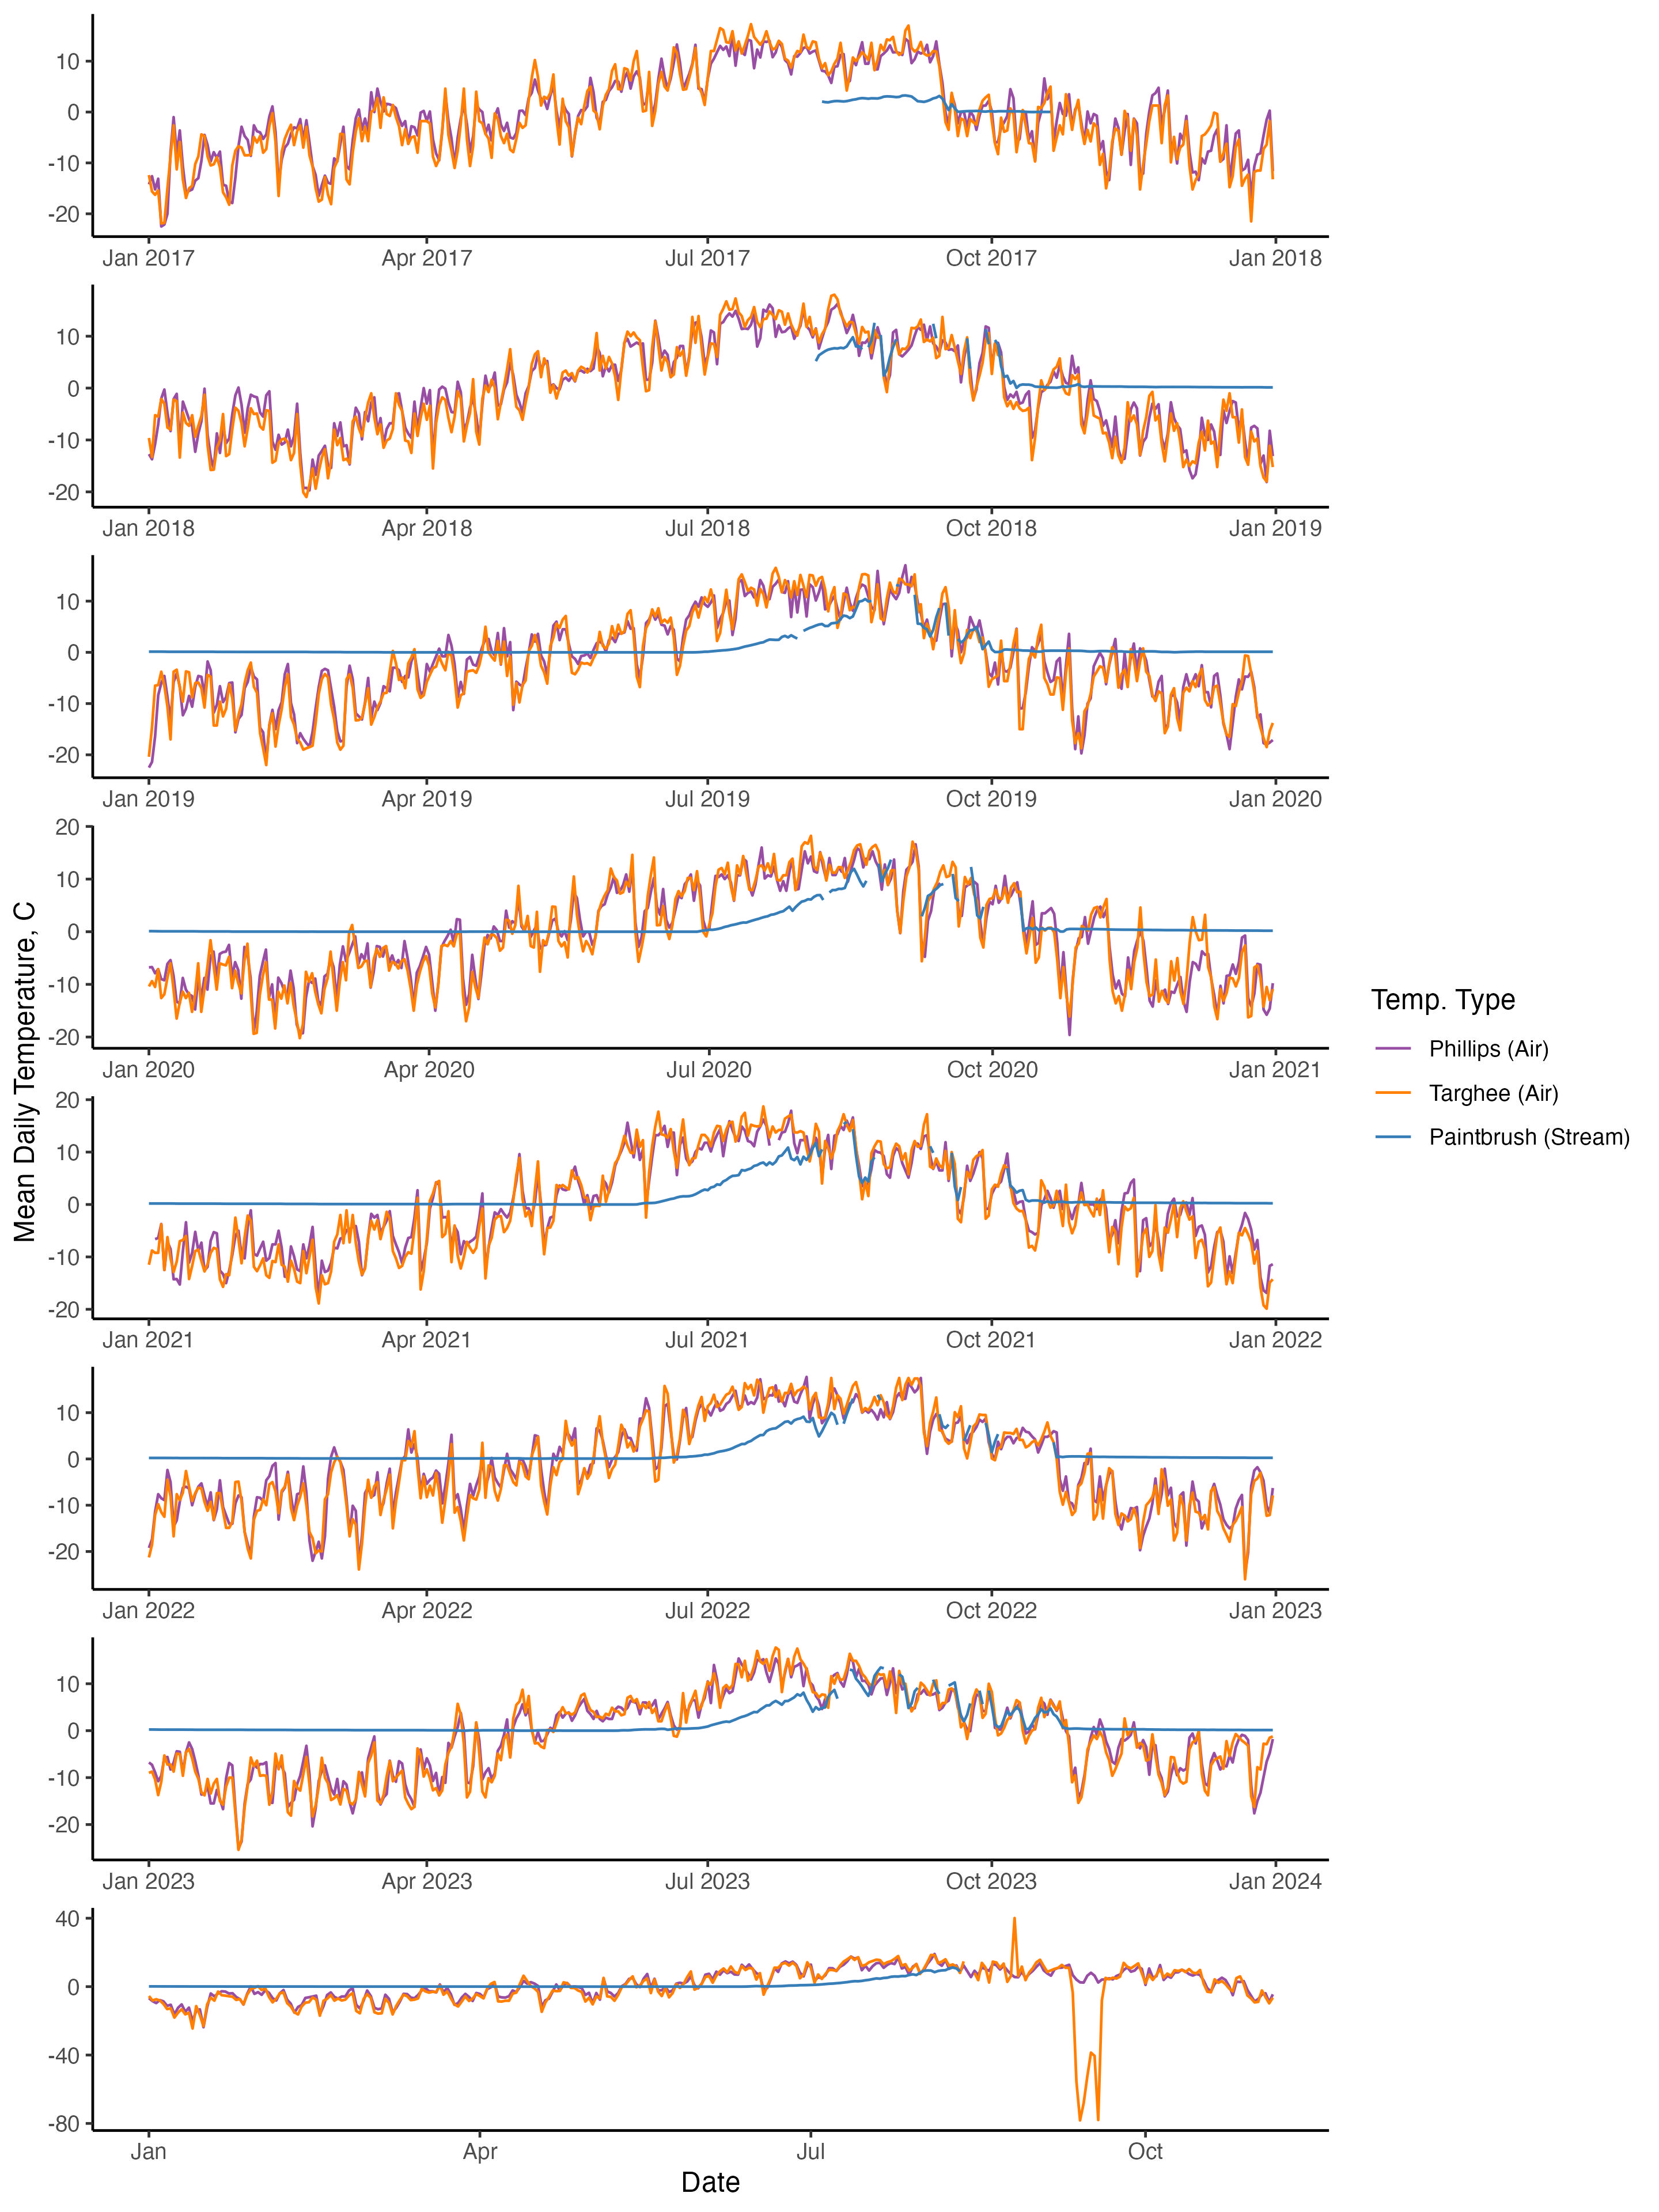 10
0
-10
-20
Jan 2017 Apr 2017 Jul 2017 Oct 2017 Jan 2018
10
0
-10
-20
Jan 2018 Apr 2018 Jul 2018 Oct 2018 Jan 2019
10
0
-10
-20
Jan 2019 Apr 2019 Jul 2019 Oct 2019 Jan 2020
20
10
0
-10
-20
Jan 2020 Apr 2020 Jul 2020 Oct 2020 Jan 2021
20
10
0
-10
-20
Jan 2021 Apr 2021 Jul 2021 Oct 2021 Jan 2022
10
0
-10
-20
Jan 2022 Apr 2022 Jul 2022 Oct 2022 Jan 2023
10
0
-10
-20
Jan 2023 Apr 2023 Jul 2023 Oct 2023 Jan 2024
40
0
-40
-80
Jan Apr Jul Oct
Date
Mean Daily Temperature, C
Temp. Type
Phillips (Air)
Targhee (Air)
Paintbrush (Stream)